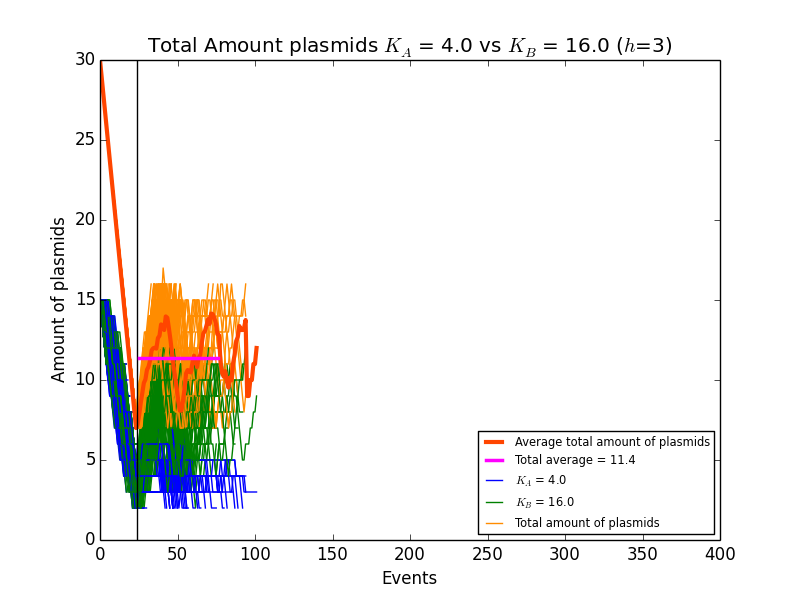 Total Amount plasmids K_A = 4.0 vs K_B = 16.0 (h=3)
30
25
20
15
10
5
0
Amount of plasmids
0 50 100 150 200 250 300 350 400
Events
Average total amount of plasmids
Total average = 11.4
K_A = 4.0
K_B = 16.0
Total amount of plasmids